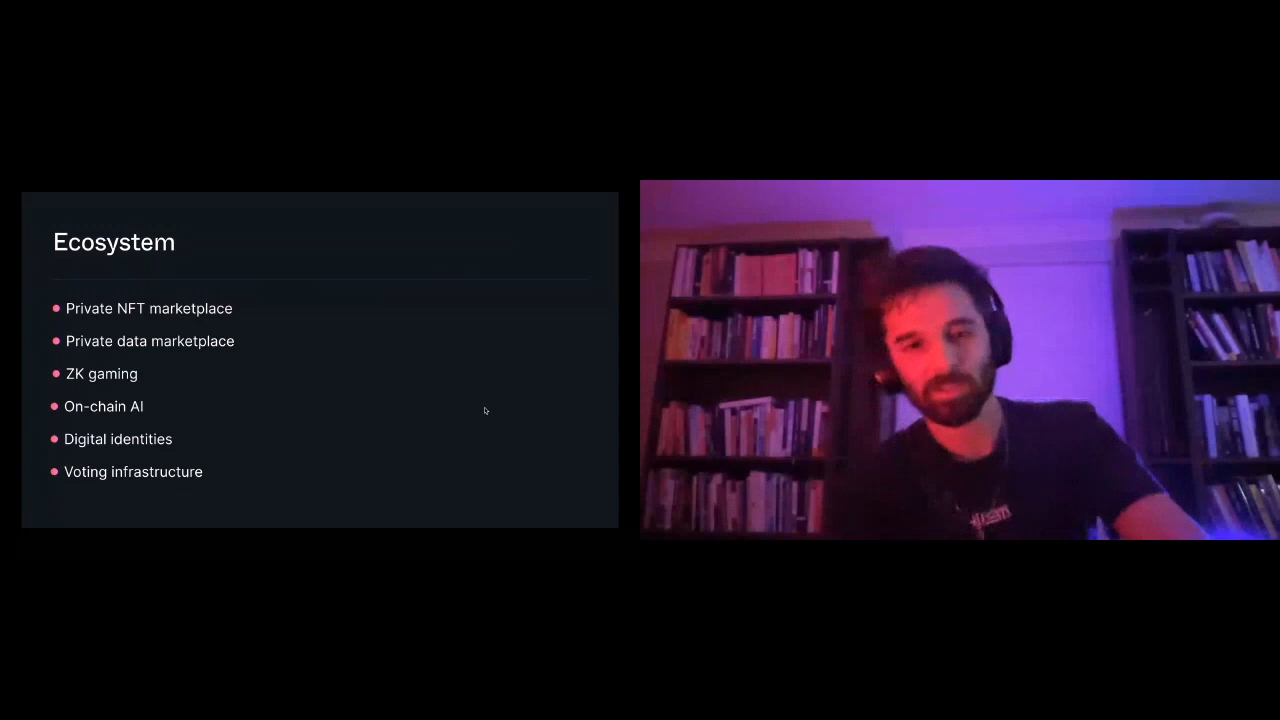 Ecosystem
Private NFT marketplace
Private data marketplace
ZK gaming
On-chain AI
Digital identities
Voting infrastructure